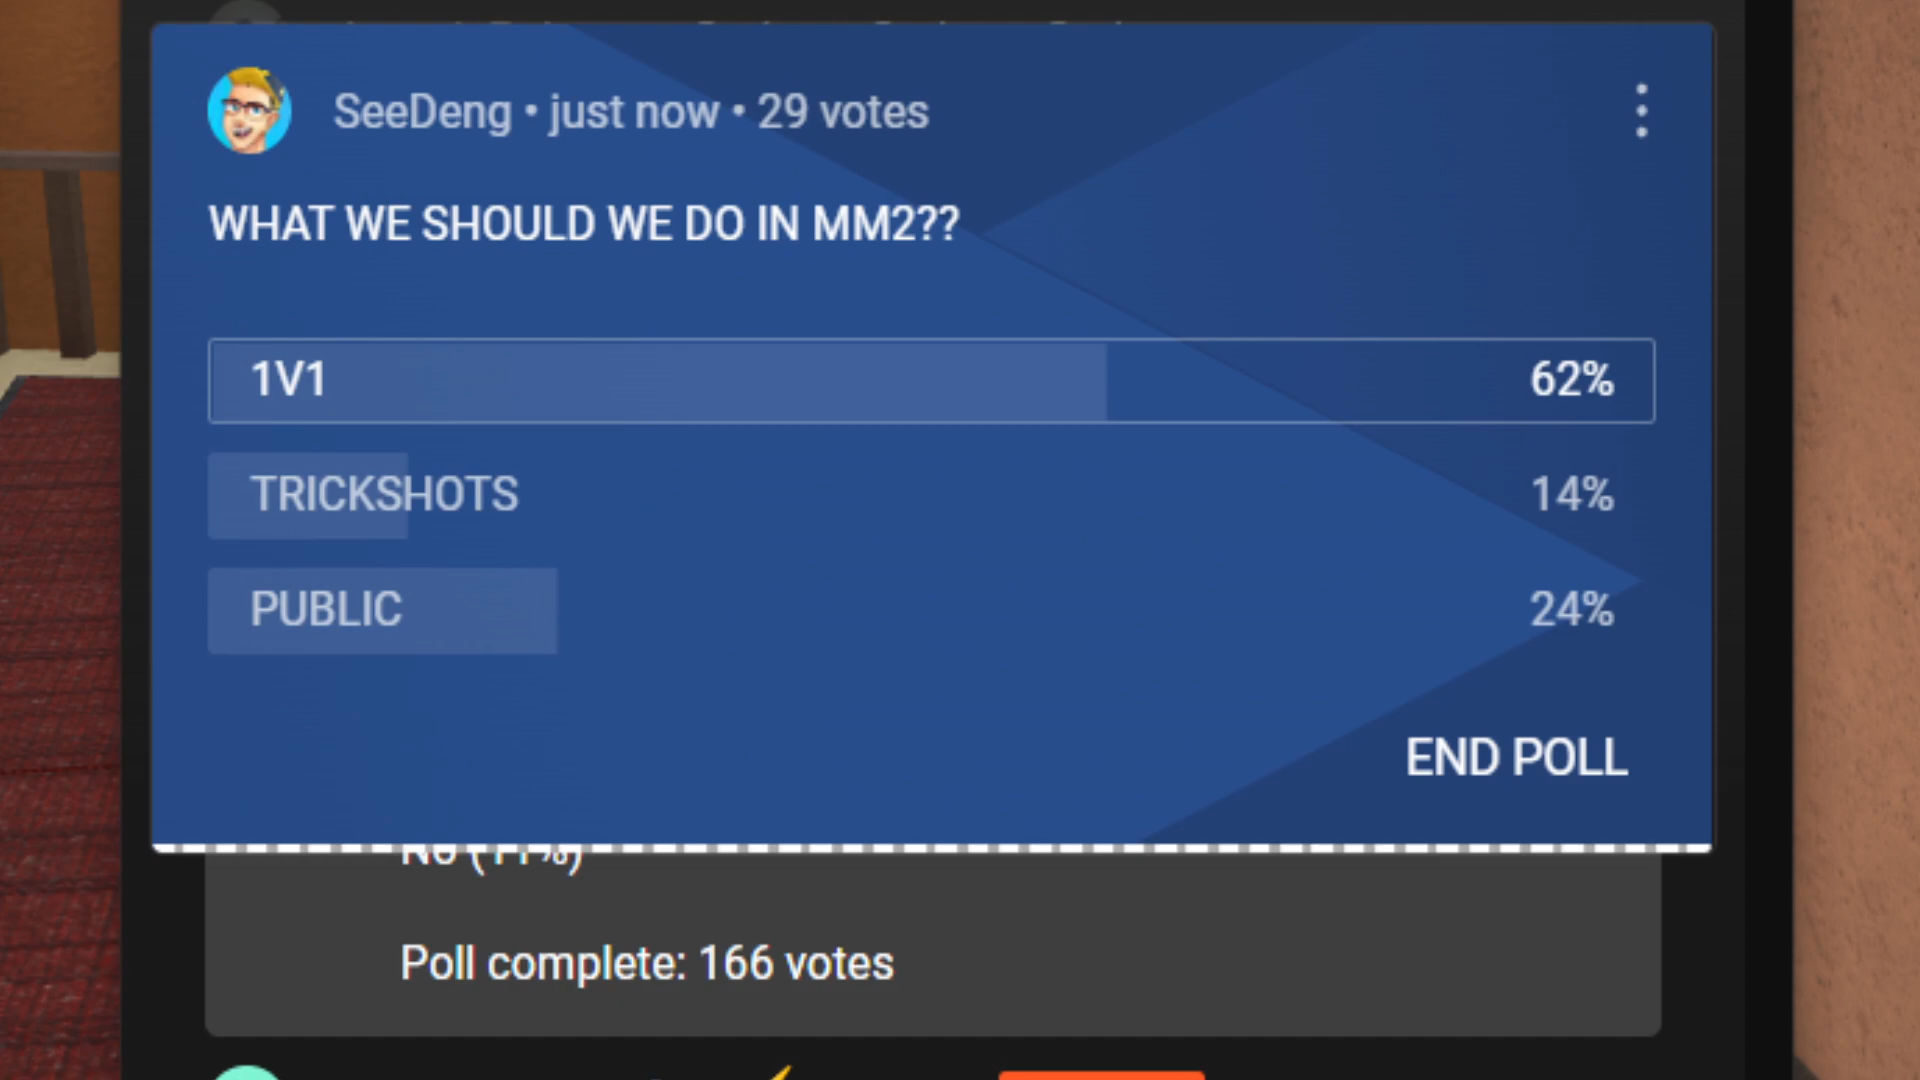 SeeDeng • just now • 29 votes
WHAT WE SHOULD WE DO IN MM2??
1V1 62%
TRICKSHOTS 14%
PUBLIC 24%
END POLL
Poll complete: 166 votes